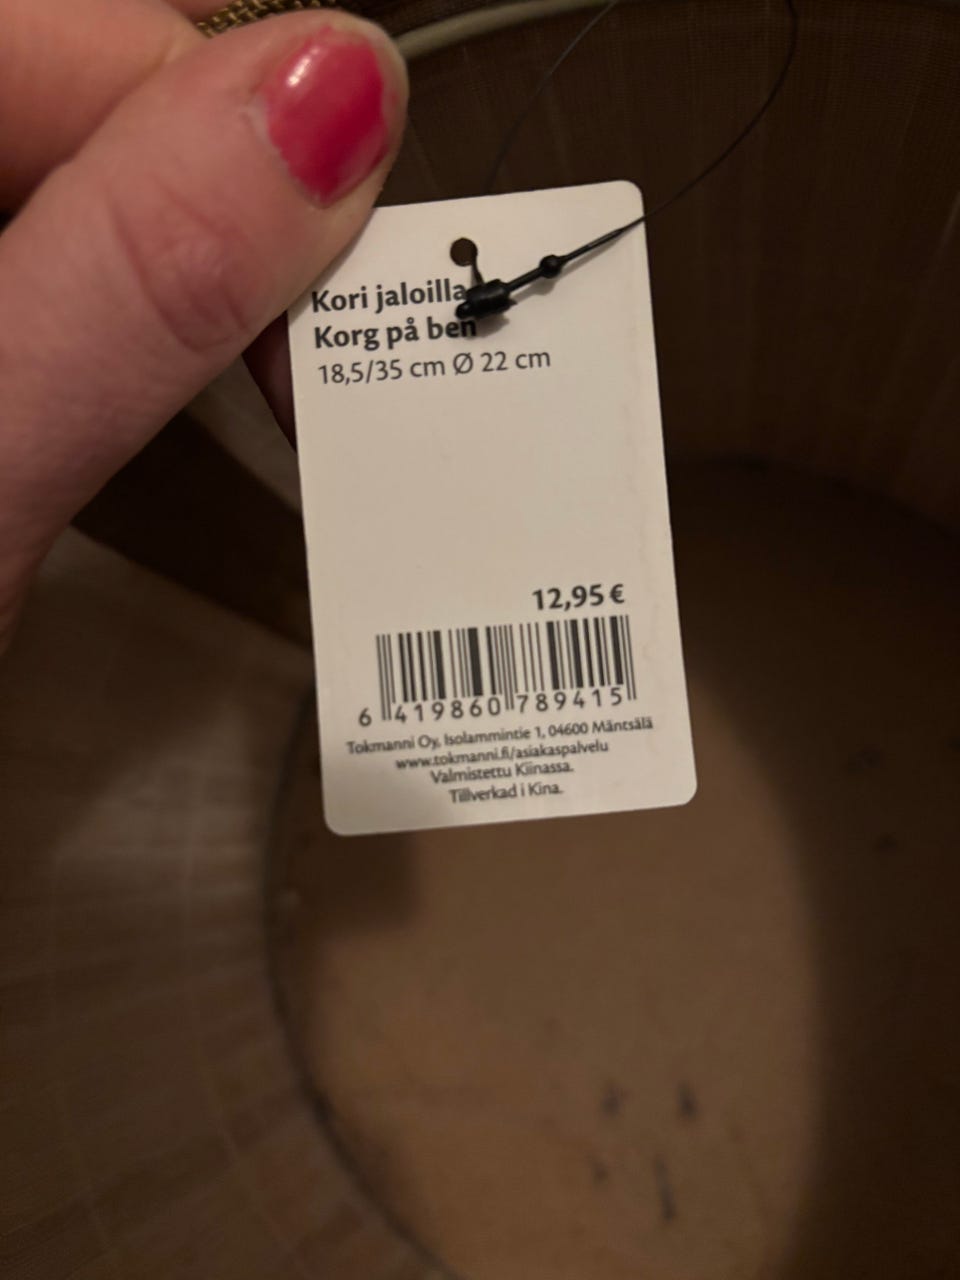 Kori jaloilla
Korg på ben
18,5/35 cm Ø 22 cm
12,95 €
6 419860 789415
Tokmanni Oy, Isolammintie 1, 04600 Mäntsälä
www.tokmanni.fi/asiakaspalvelu
Valmistettu Kiinassa.
Tillverkad i Kina.